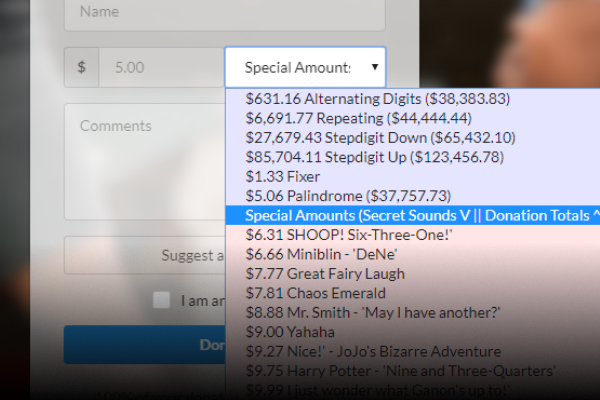 Name
$ 5.00 Special Amount:
Comments
$631.16 Alternating Digits ($38,383.83)
$6,691.77 Repeating ($44,444.44)
$27,679.43 Stepdigit Down ($65,432.10)
$85,704.11 Stepdigit Up ($123,456.78)
$1.33 Fixer
$5.06 Palindrome ($37,757.73)
Special Amounts (Secret Sounds V || Donation Totals ^
$6.31 SHOOP! Six-Three-One!'
$6.66 Miniblin - 'DeNe'
$7.77 Great Fairy Laugh
Suggest a
$7.81 Chaos Emerald
I am ar
$8.88 Mr. Smith - 'May I have another?'
$9.00 Yahaha
Dor
$9.27 Nice!' - JoJo's Bizarre Adventure
$9.75 Harry Potter - 'Nine and Three-Quarters'
$9.99 I just wonder what Ganon's up to!'